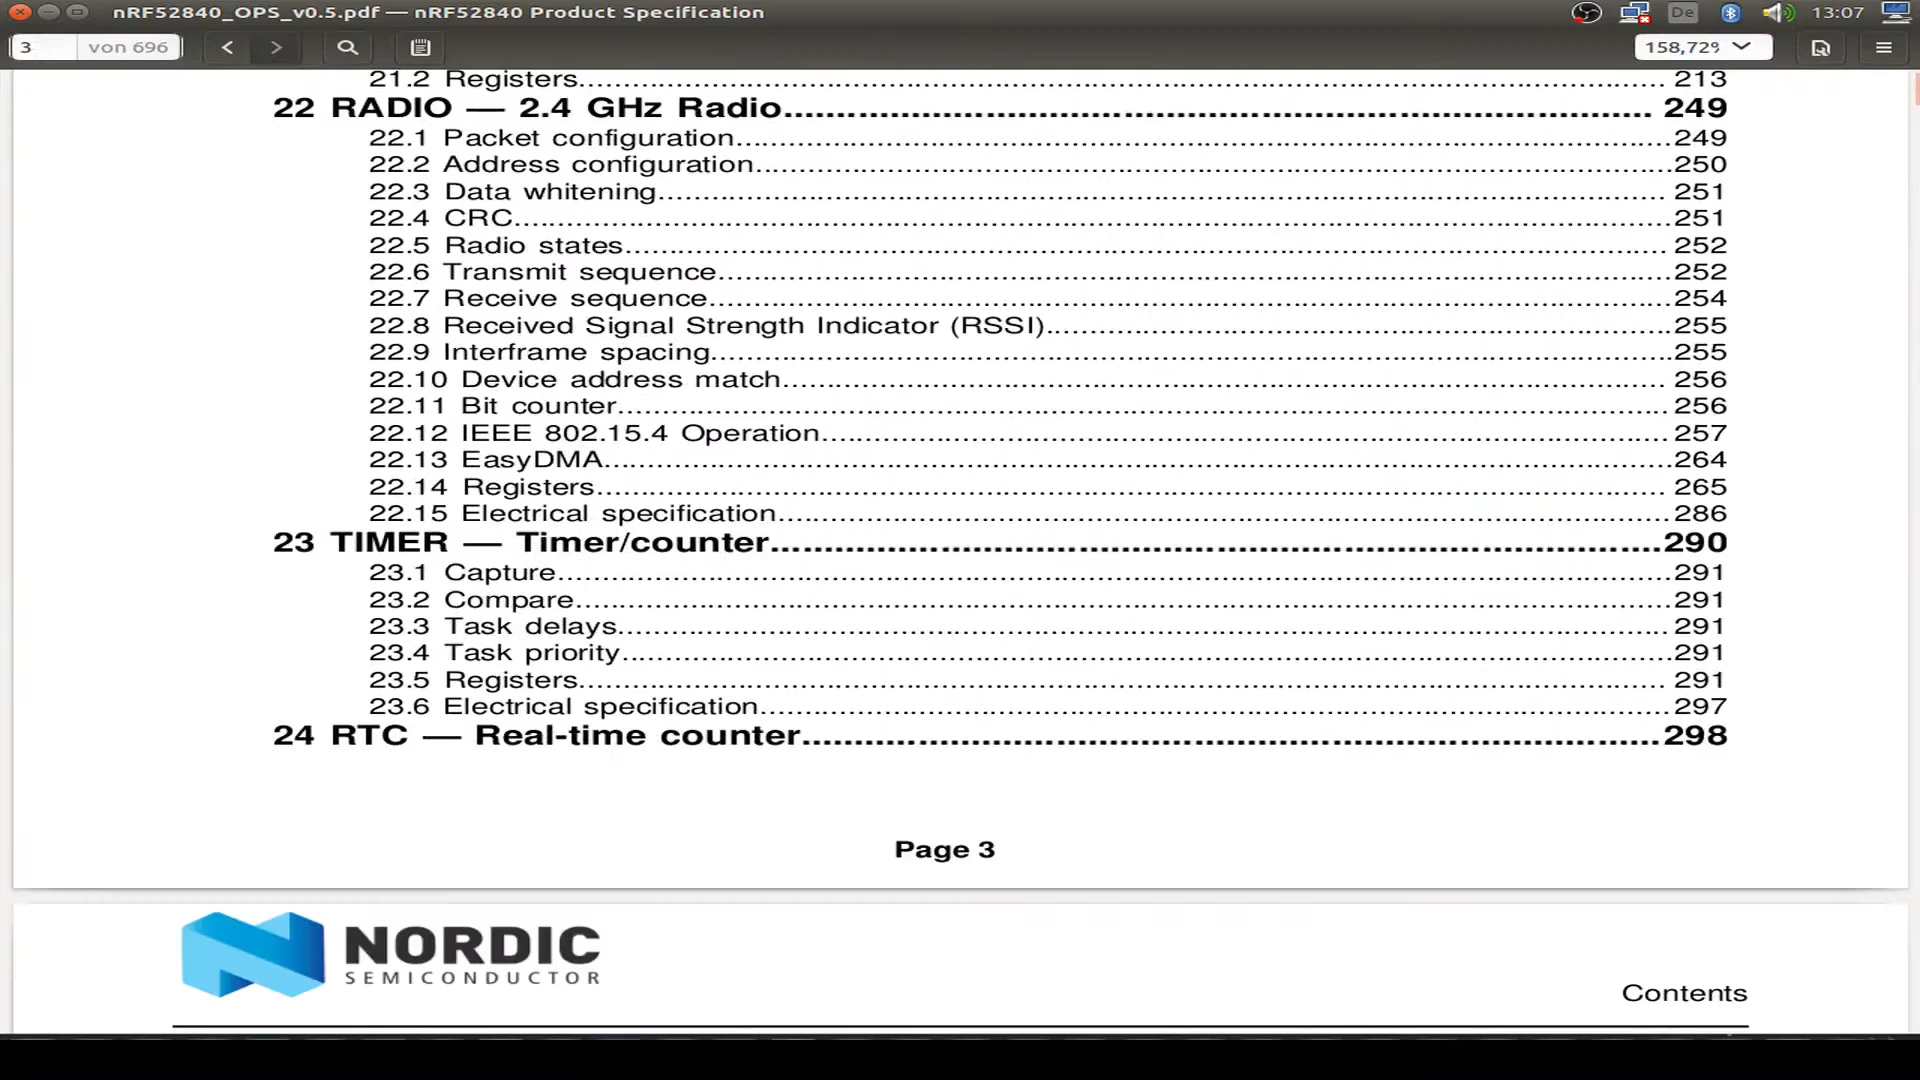 nRF52840_OPS_v0.5.pdf — nRF52840 Product Specification
De
13:07
3 von 696
158,72%
21.2 Registers 213
22 RADIO — 2.4 GHz Radio 249
22.1 Packet configuration 249
22.2 Address configuration 250
22.3 Data whitening 251
22.4 CRC 251
22.5 Radio states 252
22.6 Transmit sequence 252
22.7 Receive sequence 254
22.8 Received Signal Strength Indicator (RSSI) 255
22.9 Interframe spacing 255
22.10 Device address match 256
22.11 Bit counter 256
22.12 IEEE 802.15.4 Operation 257
22.13 EasyDMA 264
22.14 Registers 265
22.15 Electrical specification 286
23 TIMER — Timer/counter 290
23.1 Capture 291
23.2 Compare 291
23.3 Task delays 291
23.4 Task priority 291
23.5 Registers 291
23.6 Electrical specification 297
24 RTC — Real-time counter 298
Page 3
NORDIC
SEMICONDUCTOR
Contents